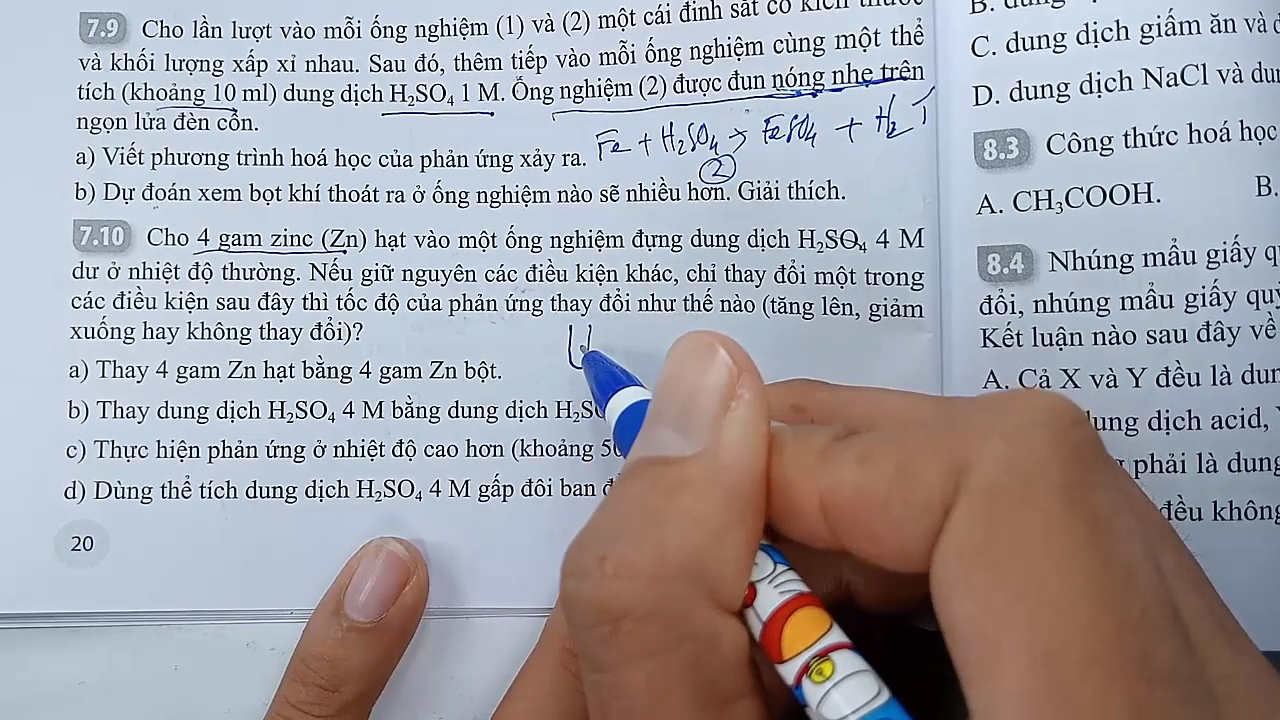 7.9 Cho lần lượt vào mỗi ống nghiệm (1) và (2) một cái đinh sắt có kích thước
và khối lượng xấp xỉ nhau. Sau đó, thêm tiếp vào mỗi ống nghiệm cùng một thể
tích (khoảng 10 ml) dung dịch H₂SO₄ 1 M. Ống nghiệm (2) được đun nóng nhẹ trên
ngọn lửa đèn cồn.
Fe + H₂SO₄ → FeSO₄ + H₂ ↑
a) Viết phương trình hoá học của phản ứng xảy ra.
②
b) Dự đoán xem bọt khí thoát ra ở ống nghiệm nào sẽ nhiều hơn. Giải thích.
7.10 Cho 4 gam zinc (Zn) hạt vào một ống nghiệm đựng dung dịch H₂SO₄ 4 M
dư ở nhiệt độ thường. Nếu giữ nguyên các điều kiện khác, chỉ thay đổi một trong
các điều kiện sau đây thì tốc độ của phản ứng thay đổi như thế nào (tăng lên, giảm
xuống hay không thay đổi)?
a) Thay 4 gam Zn hạt bằng 4 gam Zn bột.
b) Thay dung dịch H₂SO₄ 4 M bằng dung dịch
c) Thực hiện phản ứng ở nhiệt độ cao hơn (khoảng
d) Dùng thể tích dung dịch H₂SO₄ 4 M gấp đôi ban
20
B.
C. dung dịch giấm ăn và
D. dung dịch NaCl và
8.3 Công thức hoá học
A. CH₃COOH. B.
8.4 Nhúng mẩu giấy
đổi, nhúng mẩu giấy quỳ
Kết luận nào sau đây về
A. Cả X và Y đều là
dung dịch acid,
phải là
đều không